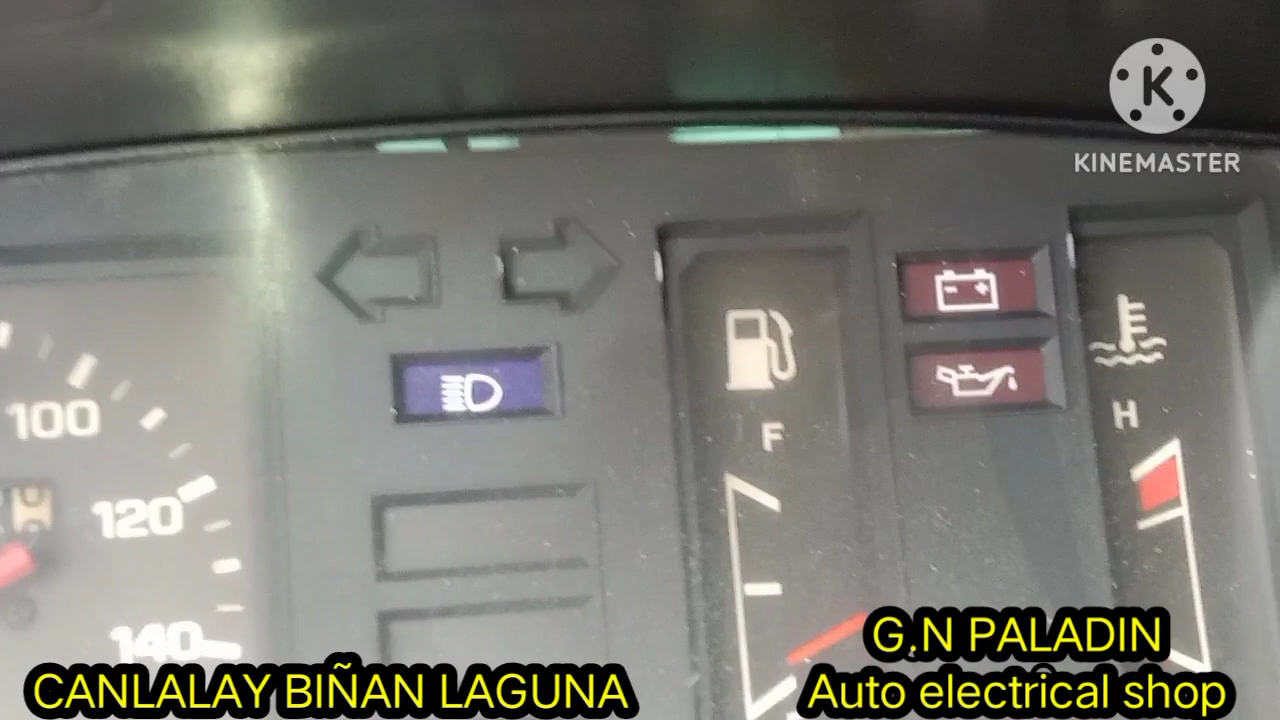 K
KINEMASTER
100
F
H
120
140
G.N PALADIN
CANLALAY BIÑAN LAGUNA
Auto electrical shop